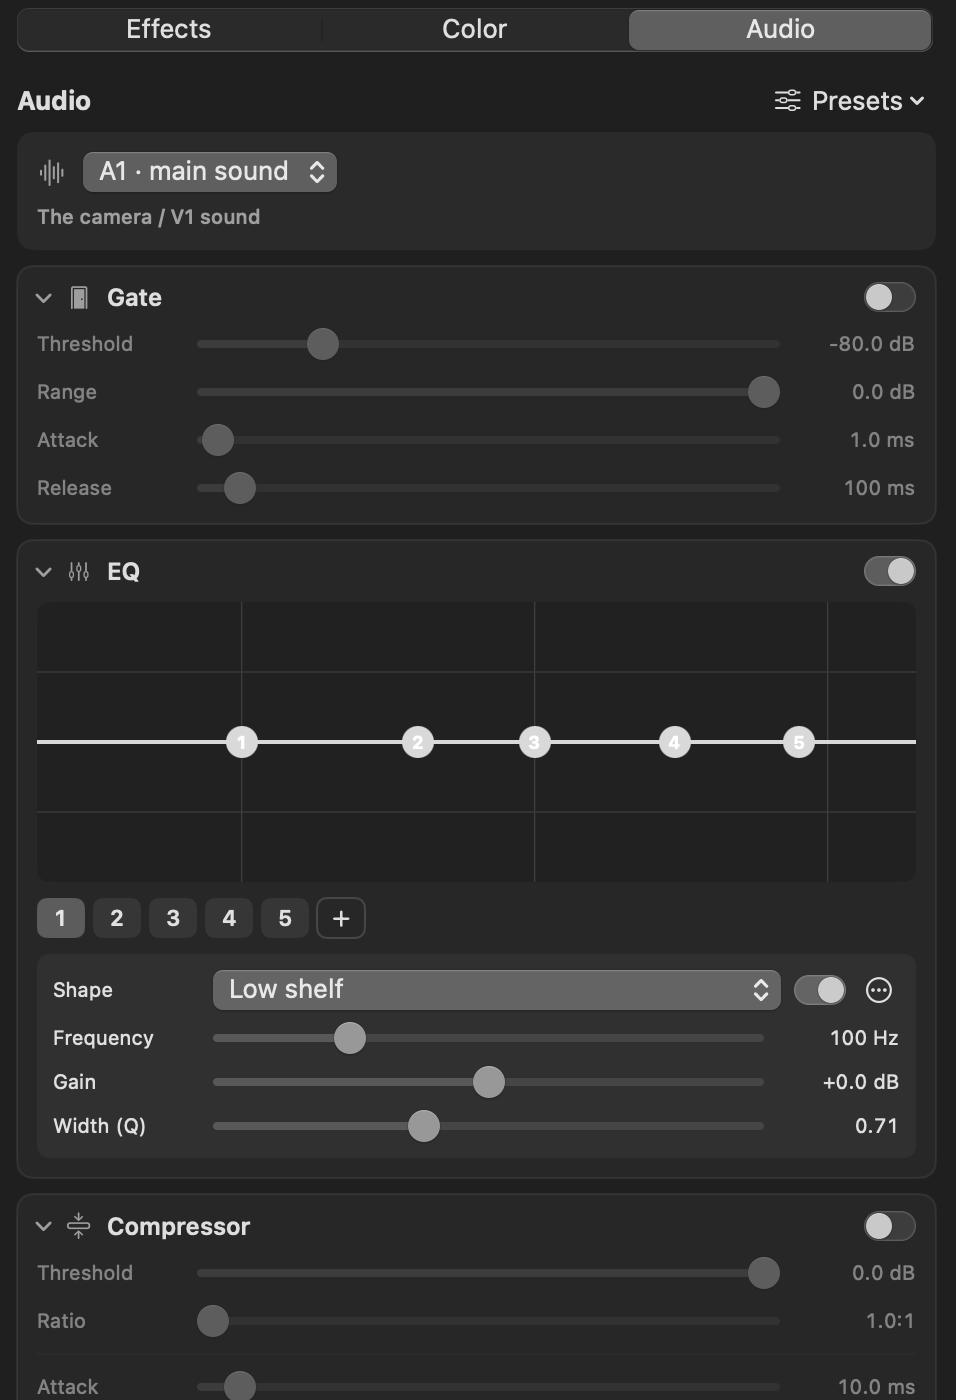 Effects Color Audio
Audio Presets
A1 · main sound
The camera / V1 sound
Gate
Threshold -80.0 dB
Range 0.0 dB
Attack 1.0 ms
Release 100 ms
EQ
1 2 3 4 5
1 2 3 4 5 +
Shape Low shelf
Frequency 100 Hz
Gain +0.0 dB
Width (Q) 0.71
Compressor
Threshold 0.0 dB
Ratio 1.0:1
Attack 10.0 ms